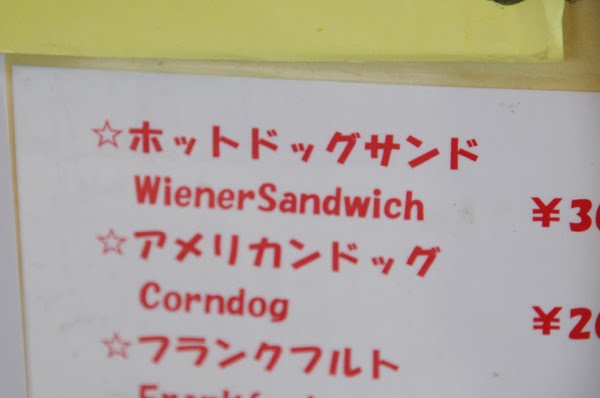 ☆ホットドッグサンド
WienerSandwich
☆アメリカンドッグ
Corndog
☆フランクフルト